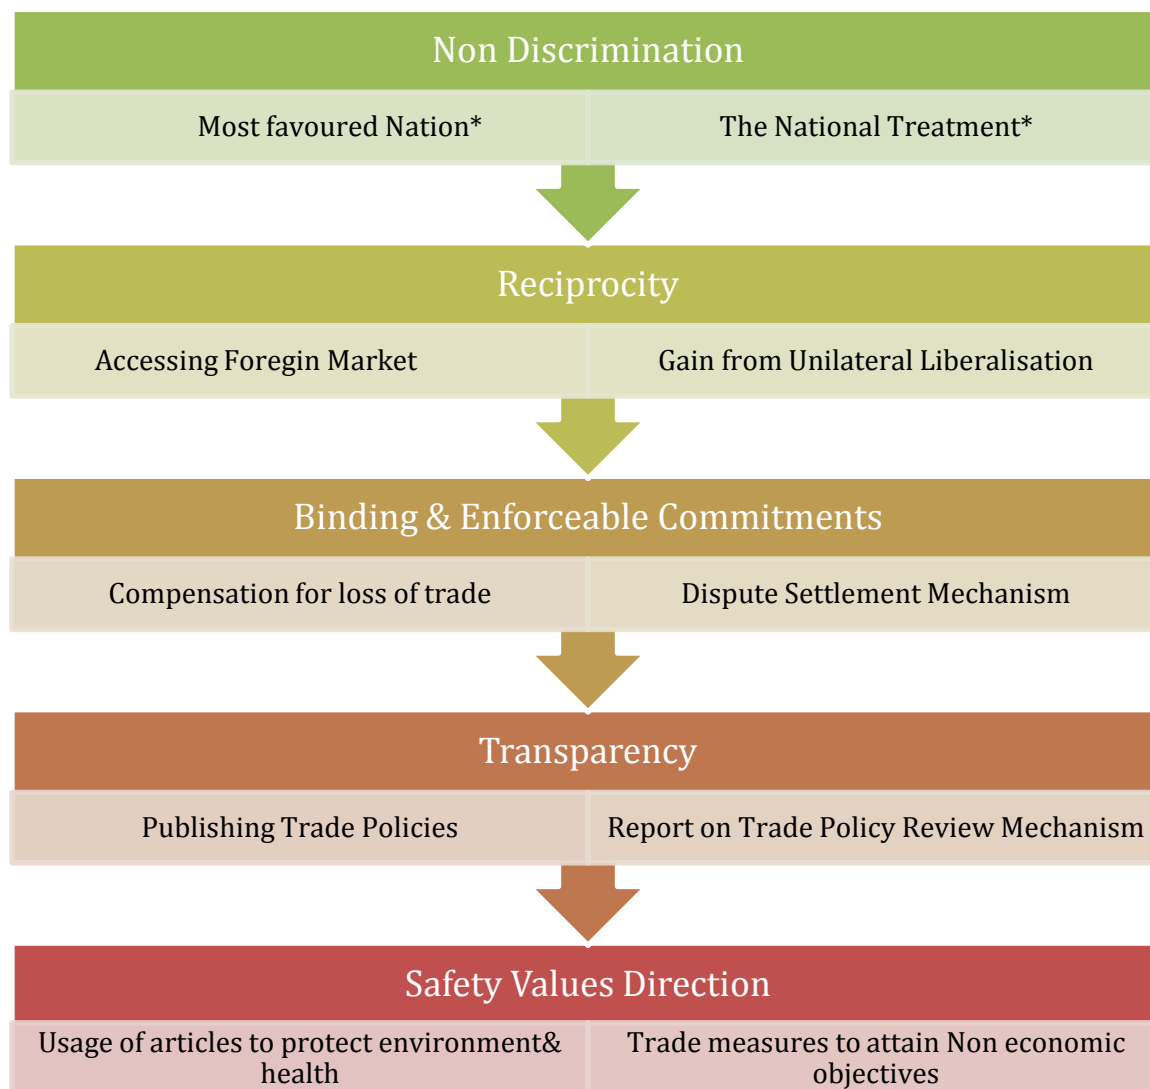 Non Discrimination
Most favoured Nation*
The National Treatment*
Reciprocity
Accessing Foregin Market
Gain from Unilateral Liberalisation
Binding & Enforceable Commitments
Compensation for loss of trade
Dispute Settlement Mechanism
Transparency
Publishing Trade Policies
Report on Trade Policy Review Mechanism
Safety Values Direction
Usage of articles to protect environment&
health
Trade measures to attain Non economic
objectives